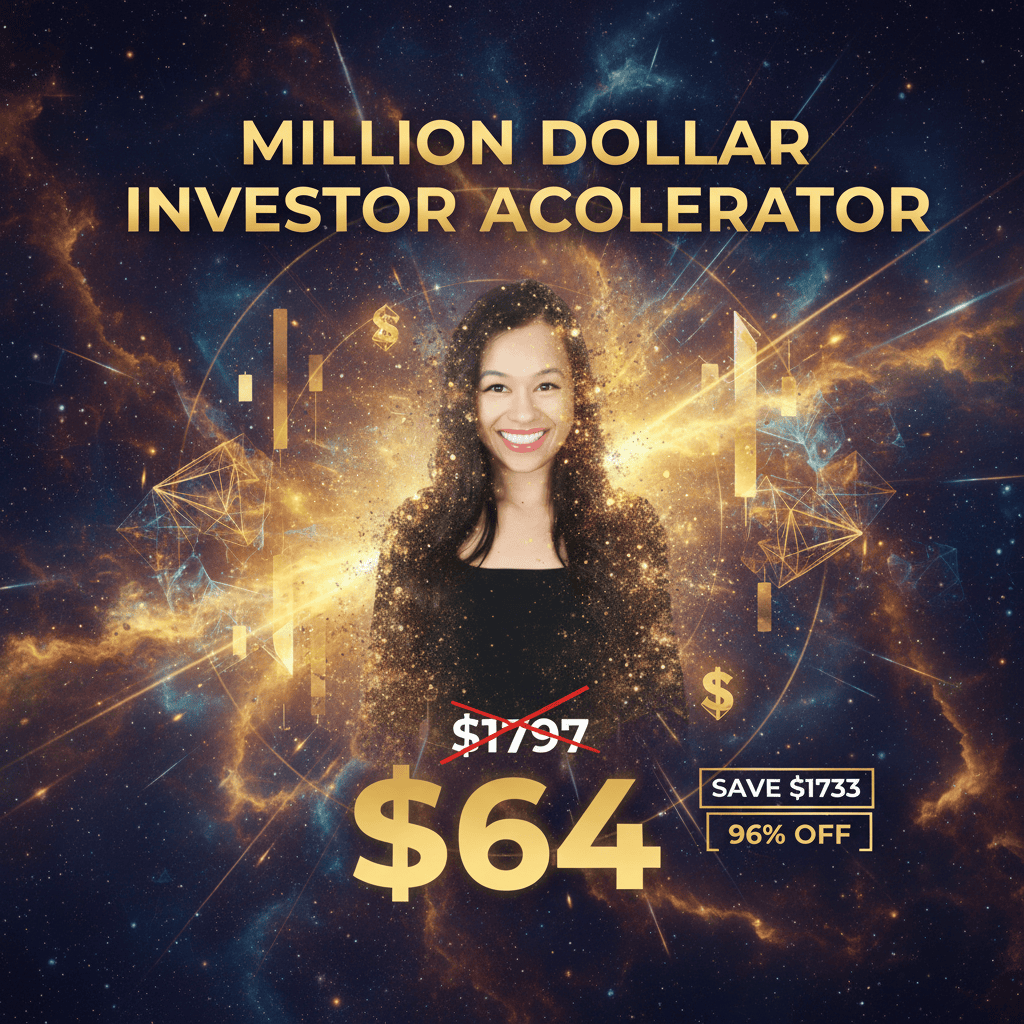 MILLION DOLLAR
INVESTOR ACOLERATOR
$
$
$1797
$64
SAVE $1733
96% OFF